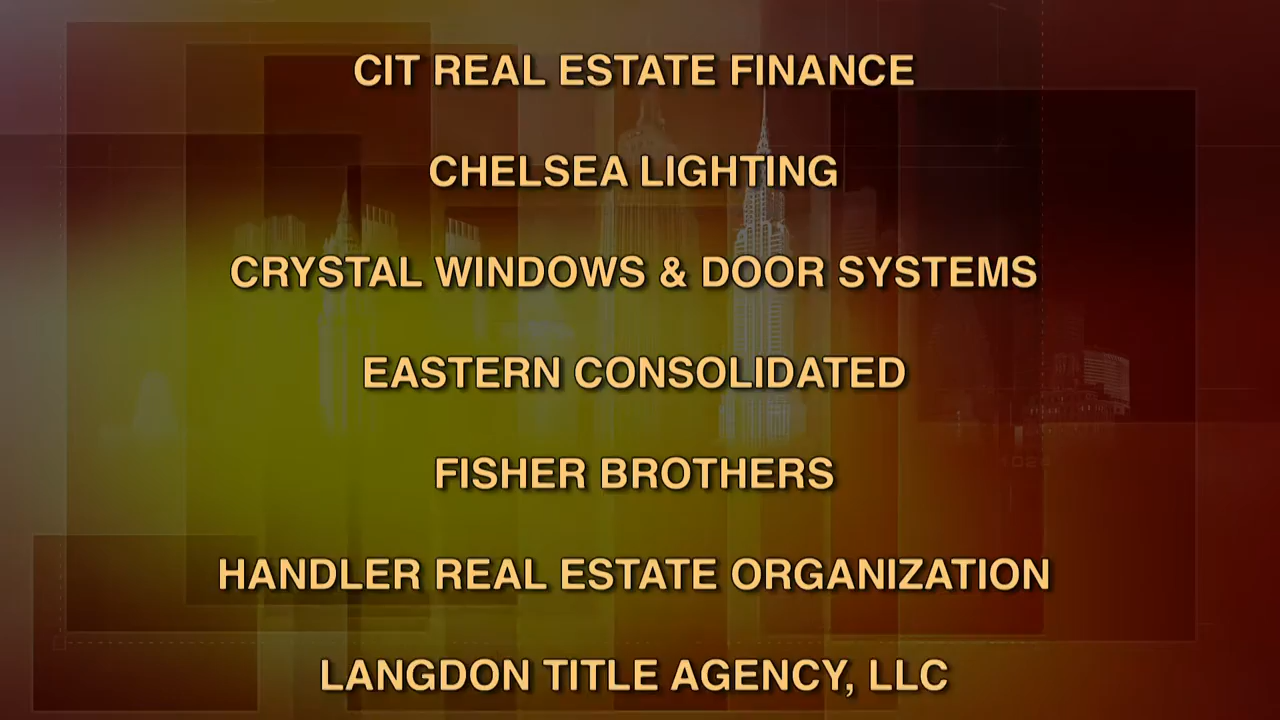 CIT REAL ESTATE FINANCE
CHELSEA LIGHTING
CRYSTAL WINDOWS & DOOR SYSTEMS
EASTERN CONSOLIDATED
FISHER BROTHERS
HANDLER REAL ESTATE ORGANIZATION
LANGDON TITLE AGENCY, LLC